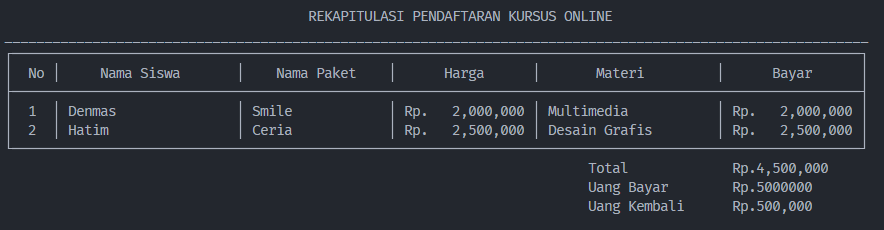 REKAPITULASI PENDAFTARAN KURSUS ONLINE
No | Nama Siswa | Nama Paket | Harga | Materi | Bayar
1 | Denmas | Smile | Rp. 2,000,000 | Multimedia | Rp. 2,000,000
2 | Hatim | Ceria | Rp. 2,500,000 | Desain Grafis | Rp. 2,500,000
Total Rp.4,500,000
Uang Bayar Rp.5000000
Uang Kembali Rp.500,000